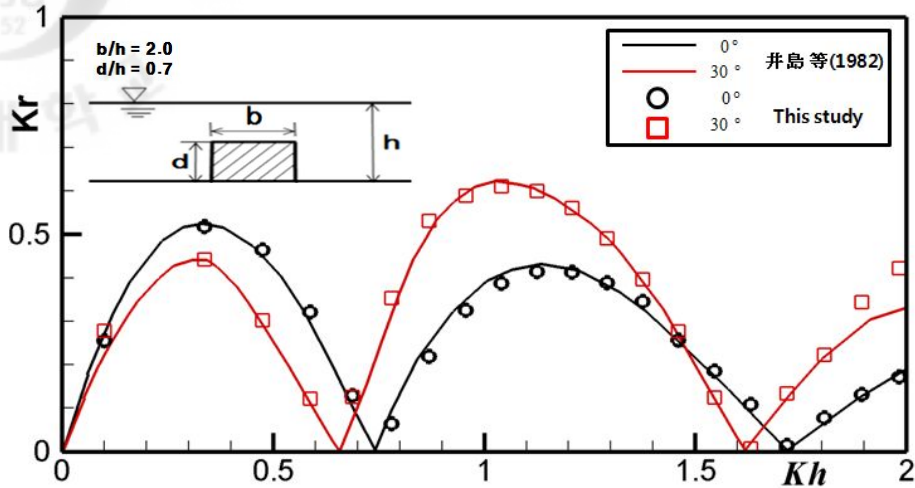 1
b/h = 2.0
d/h = 0.7
0°
30 °
井島 等(1982)
0°
30 °
This study
Kr
b
d
h
0.5
0
0
0.5
1
1.5
Kh
2